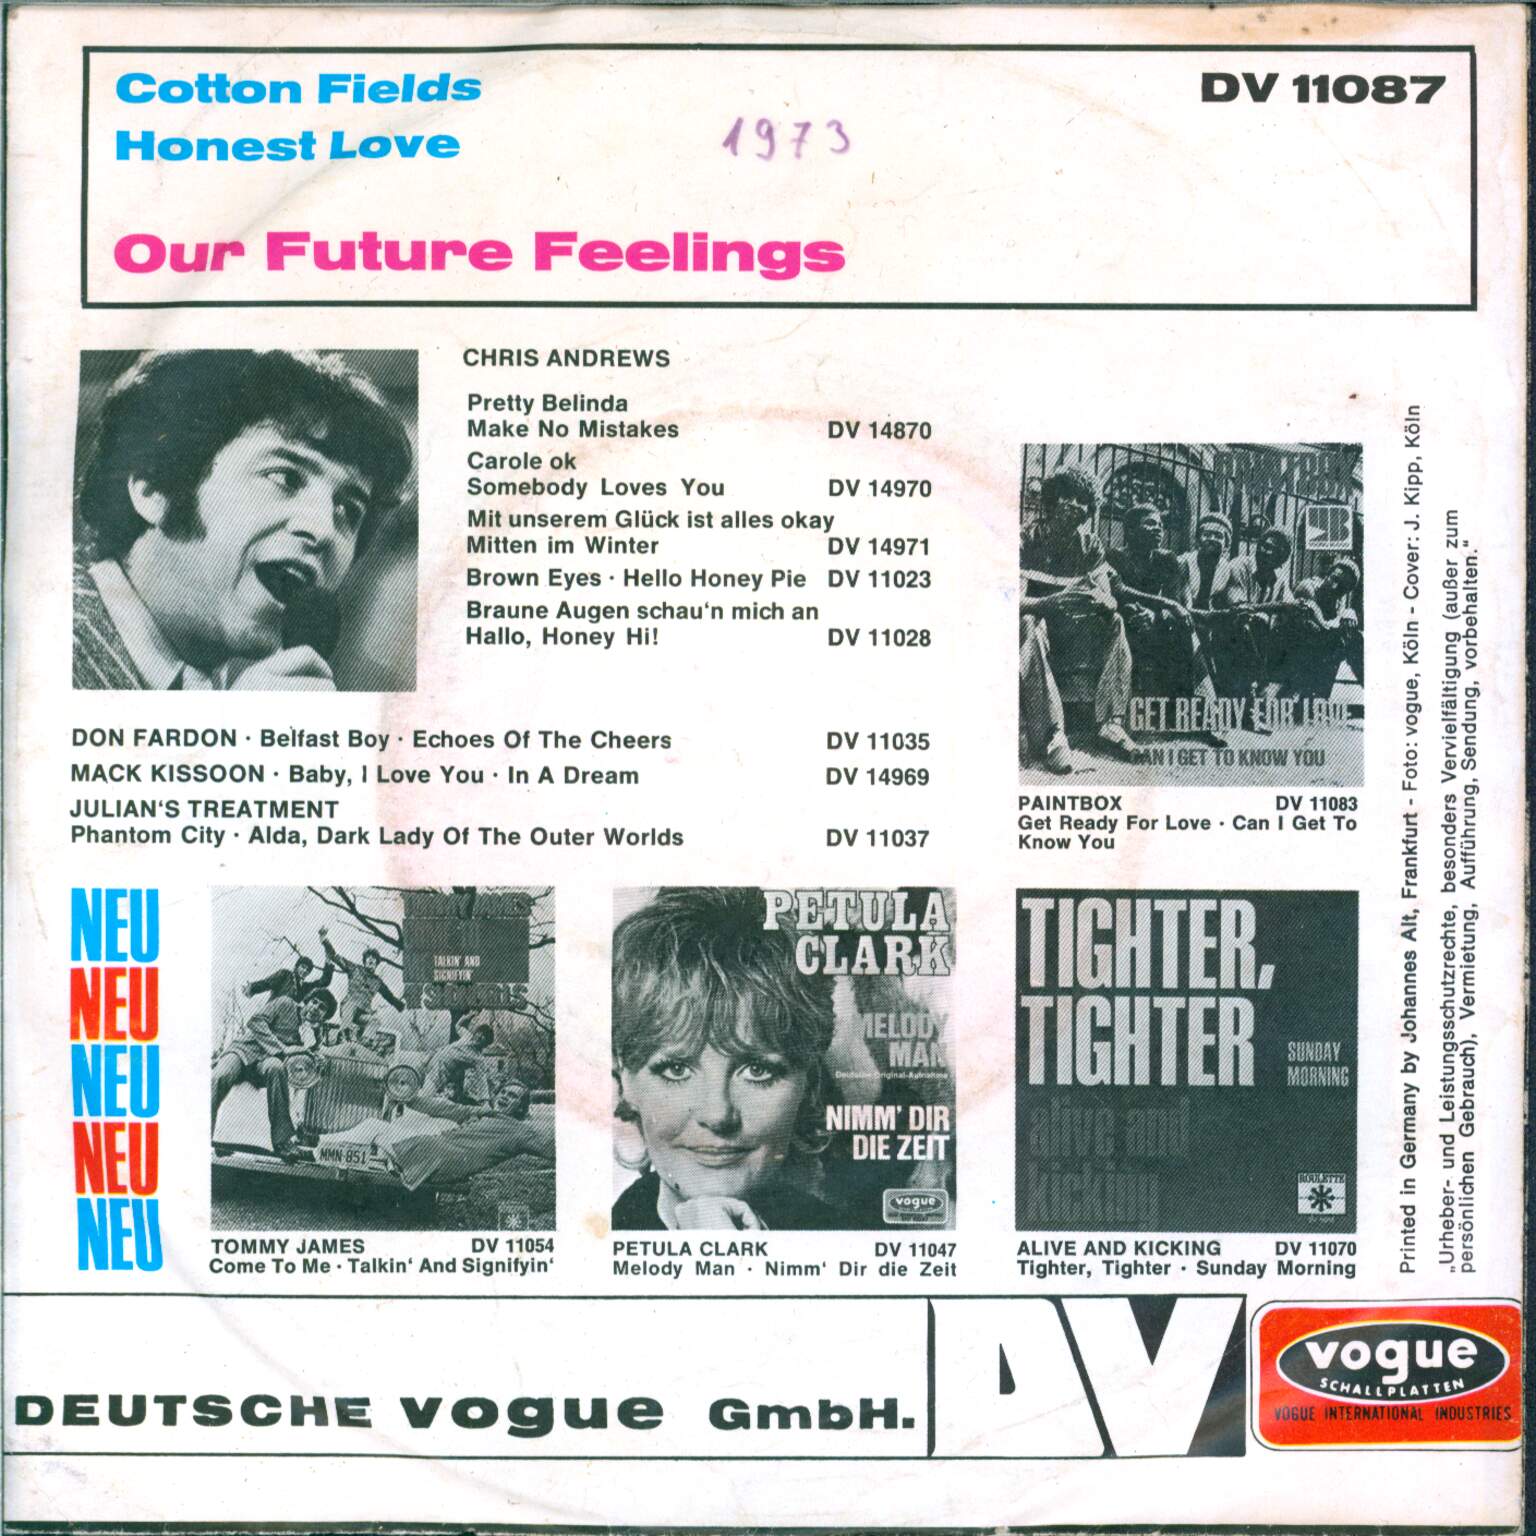 Cotton Fields
Honest Love
DV 11087
1973
Our Future Feelings
CHRIS ANDREWS
Pretty Belinda
Make No Mistakes DV 14870
Carole ok
Somebody Loves You DV 14970
Mit unserem Glück ist alles okay
Mitten im Winter DV 14971
Brown Eyes · Hello Honey Pie DV 11023
Braune Augen schau‘n mich an
Hallo, Honey Hi! DV 11028
DON FARDON · Belfast Boy · Echoes Of The Cheers DV 11035
MACK KISSOON · Baby, I Love You · In A Dream DV 14969
JULIAN‘S TREATMENT
Phantom City · Alda, Dark Lady Of The Outer Worlds DV 11037
PAINTBOX
GET READY FOR LOVE
CAN I GET TO KNOW YOU
PAINTBOX DV 11083
Get Ready For Love · Can I Get To
Know You
NEU
NEU
NEU
NEU
NEU
TOMMY JAMES
TALKIN' AND
SIGNIFYIN'
MMN-851
TOMMY JAMES DV 11054
Come To Me · Talkin‘ And Signifyin‘
PETULA
CLARK
MELODY
MAN
Deutsche Original-Aufnahme
NIMM' DIR
DIE ZEIT
vogue
PETULA CLARK DV 11047
Melody Man · Nimm‘ Dir die Zeit
TIGHTER,
TIGHTER
SUNDAY
MORNING
alive and
kicking
ROULETTE
ALIVE AND KICKING DV 11070
Tighter, Tighter · Sunday Morning
Printed in Germany by Johannes Alt, Frankfurt - Foto: vogue, Köln - Cover: J. Kipp, Köln
„Urheber- und Leistungsschutzrechte, besonders Vervielfältigung (außer zum
persönlichen Gebrauch), Vermietung, Aufführung, Sendung, vorbehalten.“
DEUTSCHE vogue GmbH.
DV
vogue
SCHALLPLATTEN
VOGUE INTERNATIONAL INDUSTRIES